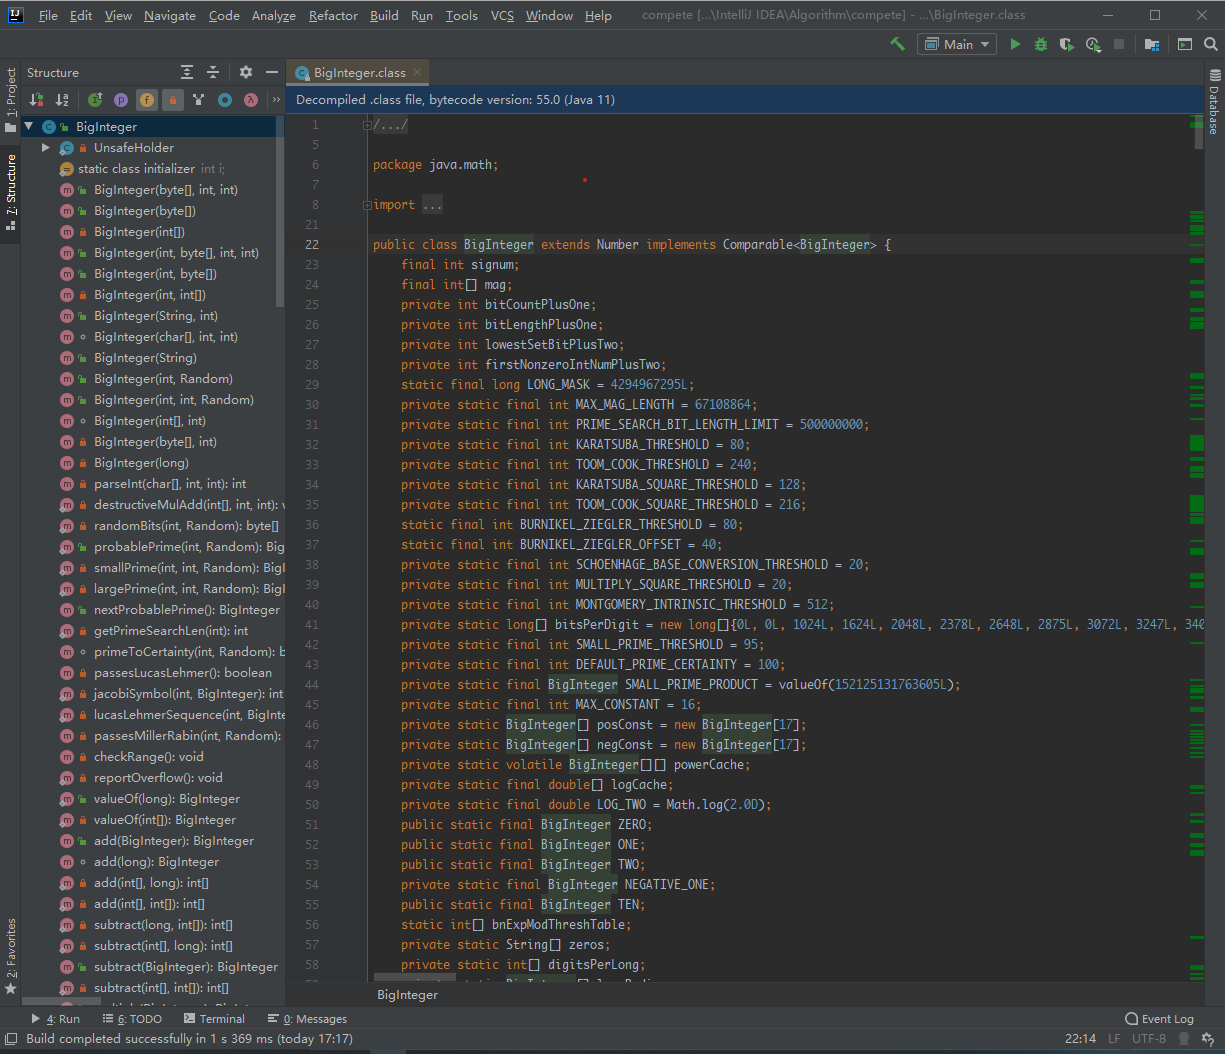 IJ File Edit View Navigate Code Analyze Refactor Build Run Tools VCS Window Help compete [...\IntelliJ IDEA\Algorithm\compete] - ...\BigInteger.class
Main
1: Project
7: Structure
2: Favorites
Database
Structure
BigInteger
UnsafeHolder
static class initializer int i;
BigInteger(byte[], int, int)
BigInteger(byte[])
BigInteger(int[])
BigInteger(int, byte[], int, int)
BigInteger(int, byte[])
BigInteger(int, int[])
BigInteger(String, int)
BigInteger(char[], int, int)
BigInteger(String)
BigInteger(int, Random)
BigInteger(int, int, Random)
BigInteger(int[], int)
BigInteger(byte[], int)
BigInteger(long)
parseInt(char[], int, int): int
destructiveMulAdd(int[], int, int): v
randomBits(int, Random): byte[]
probablePrime(int, Random): Big
smallPrime(int, int, Random): BigI
largePrime(int, int, Random): BigI
nextProbablePrime(): BigInteger
getPrimeSearchLen(int): int
primeToCertainty(int, Random): b
passesLucasLehmer(): boolean
jacobiSymbol(int, BigInteger): int
lucasLehmerSequence(int, BigInte
passesMillerRabin(int, Random):
checkRange(): void
reportOverflow(): void
valueOf(long): BigInteger
valueOf(int[]): BigInteger
add(BigInteger): BigInteger
add(long): BigInteger
add(int[], long): int[]
add(int[], int[]): int[]
subtract(long, int[]): int[]
subtract(int[], long): int[]
subtract(BigInteger): BigInteger
subtract(int[], int[]): int[]
BigInteger.class
Decompiled .class file, bytecode version: 55.0 (Java 11)
1 /.../
5
6 package java.math;
7
8 import ...
21
22 public class BigInteger extends Number implements Comparable<BigInteger> {
23 final int signum;
24 final int[] mag;
25 private int bitCountPlusOne;
26 private int bitLengthPlusOne;
27 private int lowestSetBitPlusTwo;
28 private int firstNonzeroIntNumPlusTwo;
29 static final long LONG_MASK = 4294967295L;
30 private static final int MAX_MAG_LENGTH = 67108864;
31 private static final int PRIME_SEARCH_BIT_LENGTH_LIMIT = 500000000;
32 private static final int KARATSUBA_THRESHOLD = 80;
33 private static final int TOOM_COOK_THRESHOLD = 240;
34 private static final int KARATSUBA_SQUARE_THRESHOLD = 128;
35 private static final int TOOM_COOK_SQUARE_THRESHOLD = 216;
36 static final int BURNIKEL_ZIEGLER_THRESHOLD = 80;
37 static final int BURNIKEL_ZIEGLER_OFFSET = 40;
38 private static final int SCHOENHAGE_BASE_CONVERSION_THRESHOLD = 20;
39 private static final int MULTIPLY_SQUARE_THRESHOLD = 20;
40 private static final int MONTGOMERY_INTRINSIC_THRESHOLD = 512;
41 private static long[] bitsPerDigit = new long[]{0L, 0L, 1024L, 1624L, 2048L, 2378L, 2648L, 2875L, 3072L, 3247L, 340
42 private static final int SMALL_PRIME_THRESHOLD = 95;
43 private static final int DEFAULT_PRIME_CERTAINTY = 100;
44 private static final BigInteger SMALL_PRIME_PRODUCT = valueOf(152125131763605L);
45 private static final int MAX_CONSTANT = 16;
46 private static BigInteger[] posConst = new BigInteger[17];
47 private static BigInteger[] negConst = new BigInteger[17];
48 private static volatile BigInteger[][] powerCache;
49 private static final double[] logCache;
50 private static final double LOG_TWO = Math.log(2.0D);
51 public static final BigInteger ZERO;
52 public static final BigInteger ONE;
53 public static final BigInteger TWO;
54 private static final BigInteger NEGATIVE_ONE;
55 public static final BigInteger TEN;
56 static int[] bnExpModThreshTable;
57 private static String[] zeros;
58 private static int[] digitsPerLong;
BigInteger
4: Run 6: TODO Terminal 0: Messages Event Log
Build completed successfully in 1 s 369 ms (today 17:17) 22:14 LF UTF-8